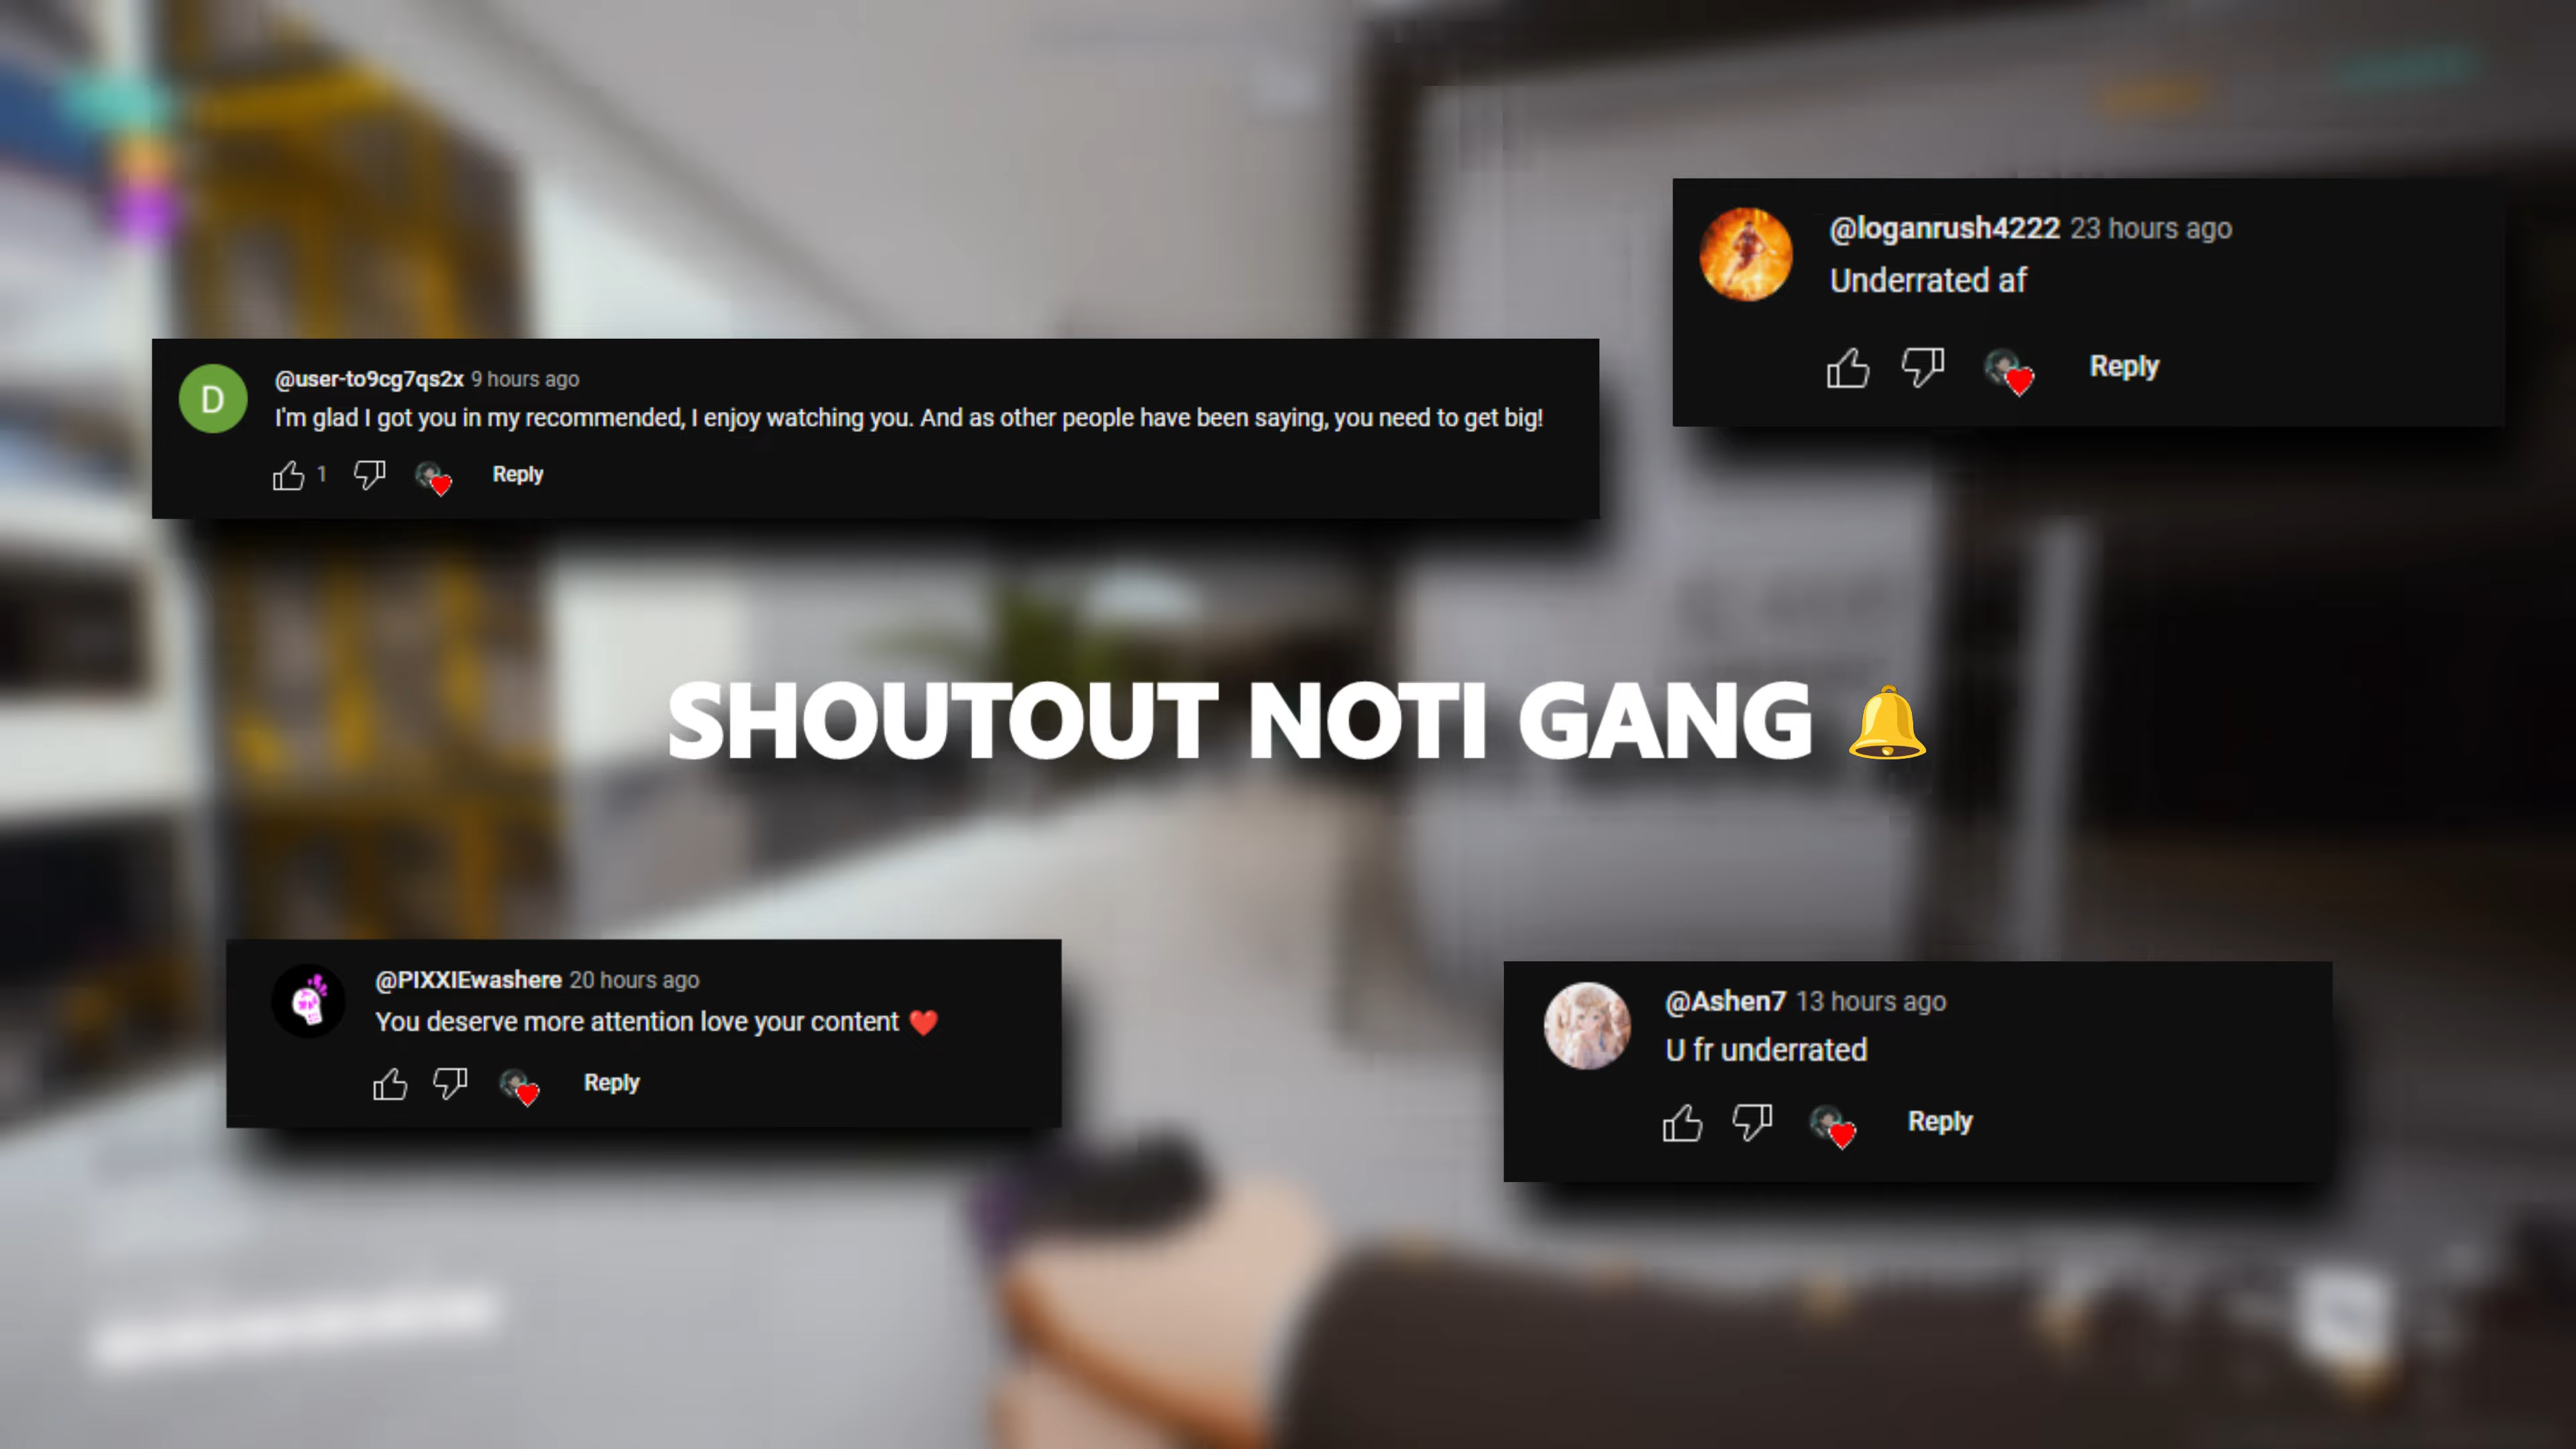 @loganrush4222 23 hours ago
Underrated af
Reply
D
@user-to9cg7qs2x 9 hours ago
I'm glad I got you in my recommended, I enjoy watching you. And as other people have been saying, you need to get big!
1 Reply
SHOUTOUT NOTI GANG 🔔
@PIXXIEwashere 20 hours ago
You deserve more attention love your content ❤️
Reply
@Ashen7 13 hours ago
U fr underrated
Reply